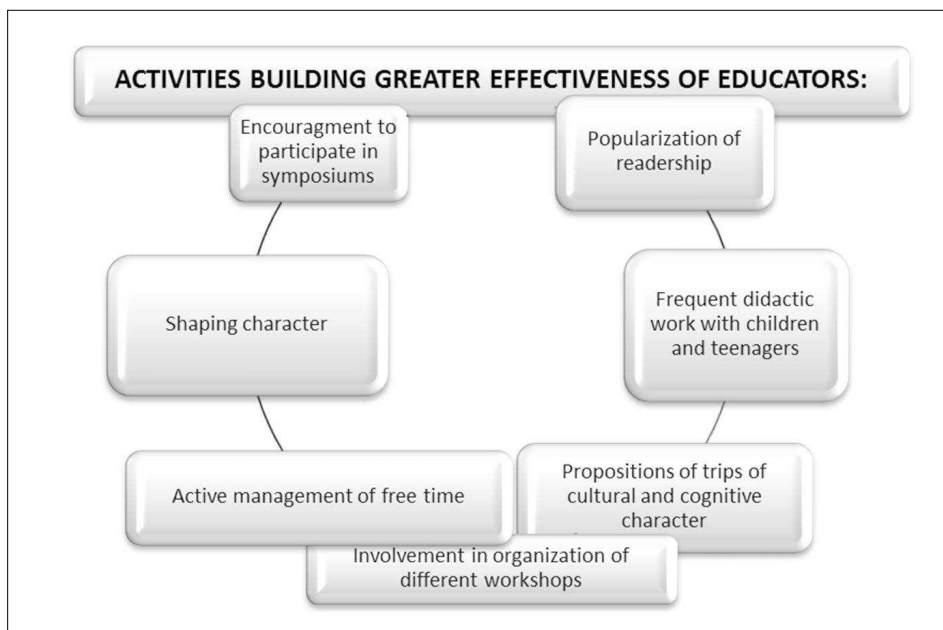 ACTIVITIES BUILDING GREATER EFFECTIVENESS OF EDUCATORS:
Encouragment to
participate in
symposiums
Popularization of
readership
Shaping character
Frequent didactic
work with children
and teenagers
Active management of free time
Propositions of trips of
cultural and cognitive
character
Involvement in organization of
different workshops